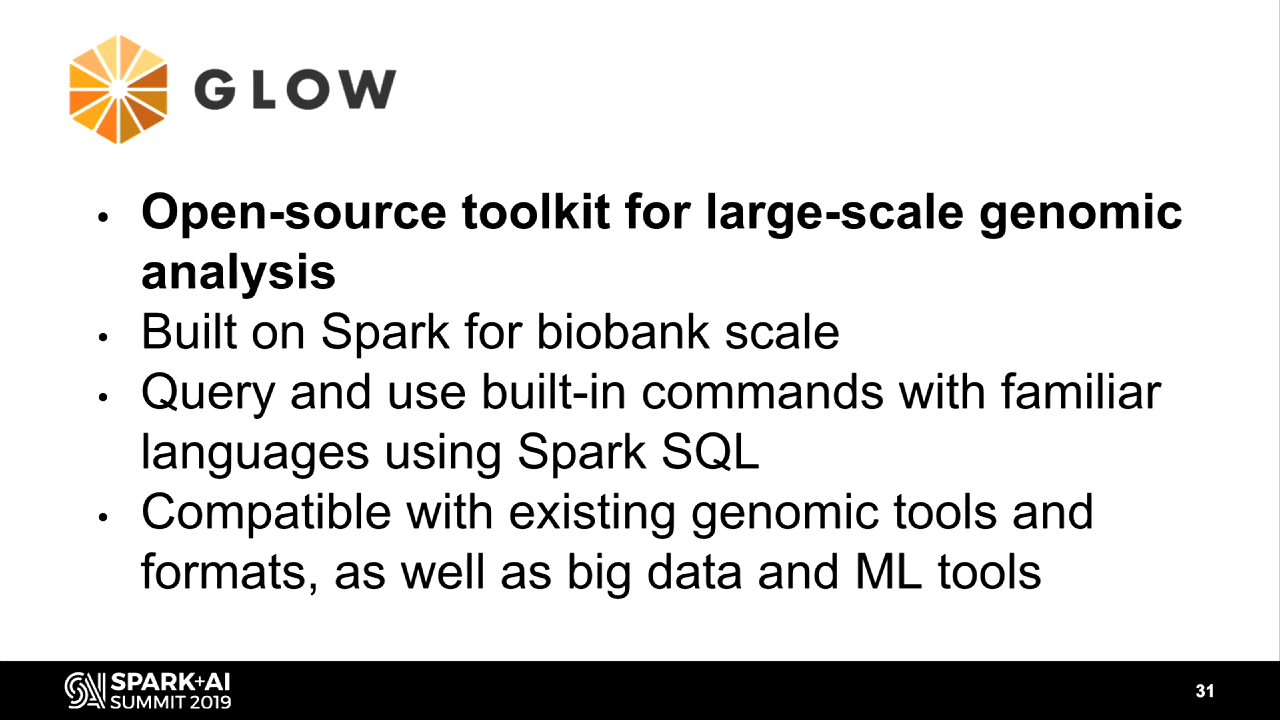 GLOW
• Open-source toolkit for large-scale genomic
analysis
• Built on Spark for biobank scale
• Query and use built-in commands with familiar
languages using Spark SQL
• Compatible with existing genomic tools and
formats, as well as big data and ML tools
SPARK+AI
SUMMIT 2019
31